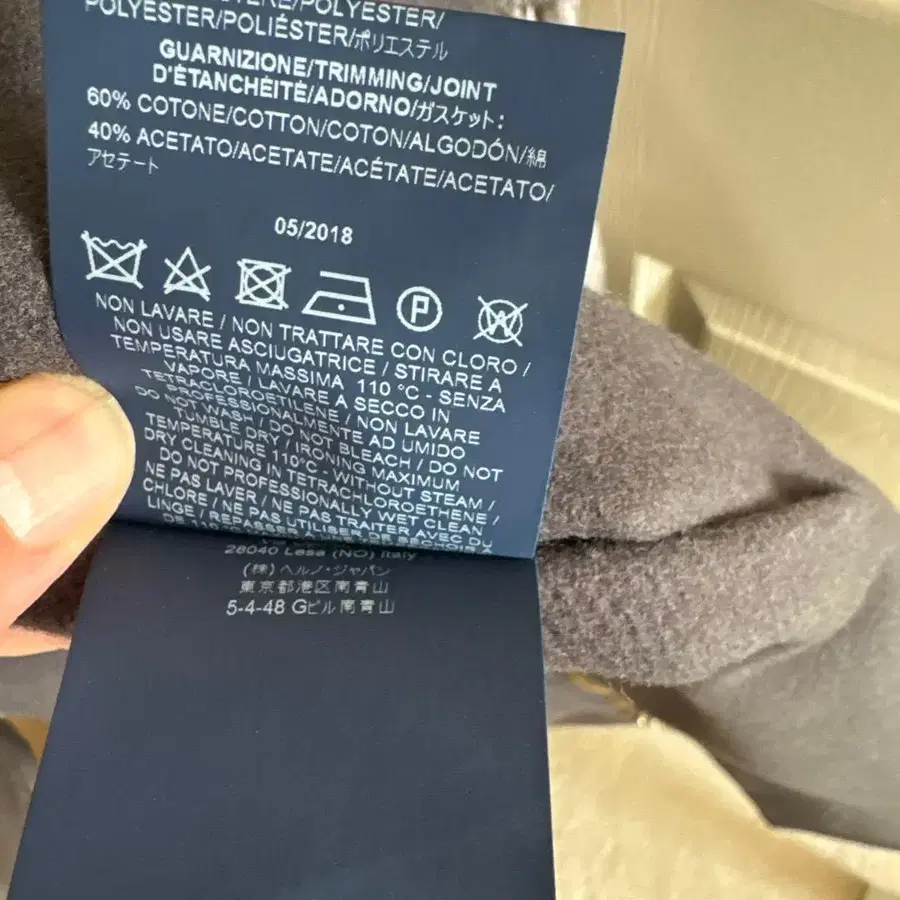 POLYESTER/
POLYESTER/POLIÉSTER/ポリエステル
GUARNIZIONE/TRIMMING/JOINT
D'ÉTANCHÉITÉ/ADORNO/ガスケット:
60% COTONE/COTTON/COTON/ALGODÓN/綿
40% ACETATO/ACETATE/ACÉTATE/ACETATO/
アセテート
05/2018
P
W
NON LAVARE / NON TRATTARE CON CLORO /
NON USARE ASCIUGATRICE / STIRARE A
TEMPERATURA MASSIMA 110 °C - SENZA
VAPORE / LAVARE A SECCO IN
TETRACLOROETILENE / NON LAVARE
PROFESSIONALMENTE AD UMIDO
DO NOT WASH / DO NOT BLEACH / DO NOT
TUMBLE DRY / IRONING MAXIMUM
TEMPERATURE 110°C - WITHOUT STEAM /
DRY CLEANING IN TETRACHLOROETHENE /
DO NOT PROFESSIONALLY WET CLEAN
NE PAS LAVER / NE PAS TRAITER AVEC DU
CHLORE / NE PAS UTILISER DE SECHOIR A
LINGE / REPASSER
28040 Lesa (NO) Italy
(株) ヘルノ・ジャパン
東京都港区南青山
5-4-48 Gビル南青山